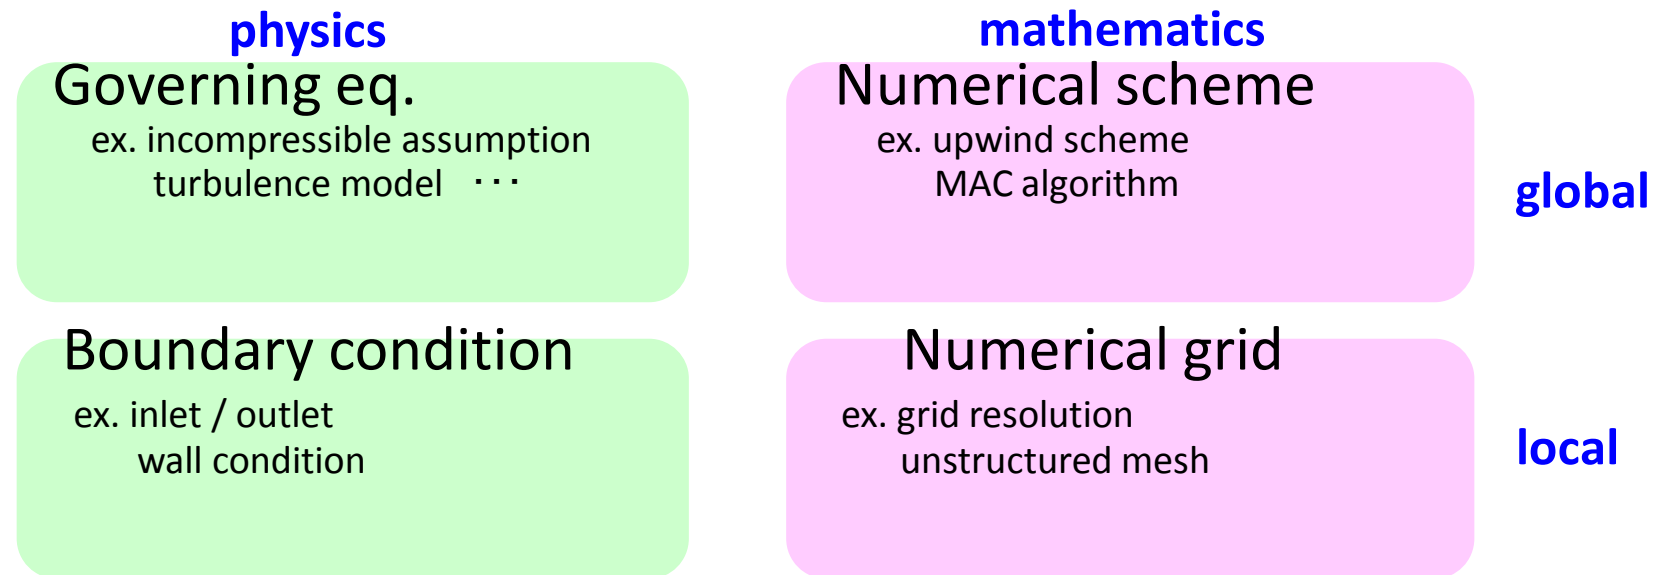 physics
mathematics
Governing eq.
ex. incompressible assumption
turbulence model ･･･
Numerical scheme
ex. upwind scheme
MAC algorithm
global
Boundary condition
ex. inlet / outlet
wall condition
Numerical grid
ex. grid resolution
unstructured mesh
local